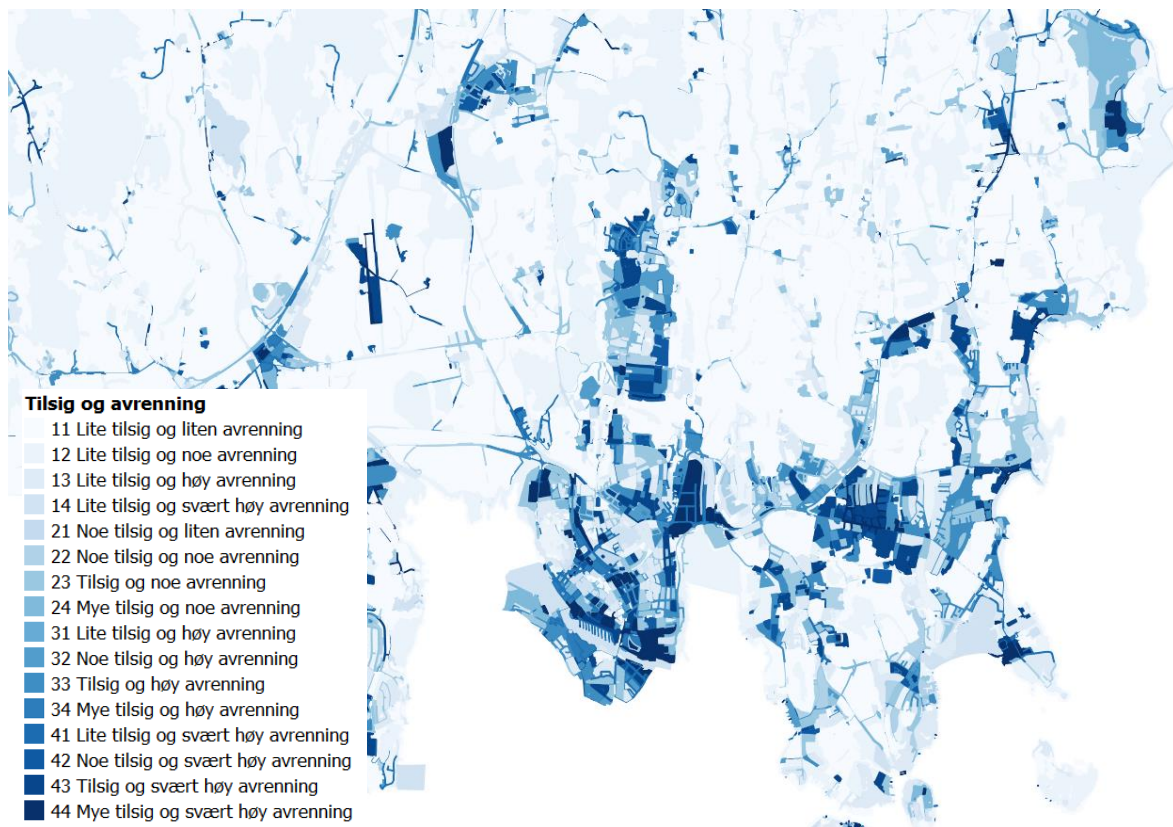 Tilsig og avrenning
11 Lite tilsig og liten avrenning
12 Lite tilsig og noe avrenning
13 Lite tilsig og høy avrenning
14 Lite tilsig og svært høy avrenning
21 Noe tilsig og liten avrenning
22 Noe tilsig og noe avrenning
23 Tilsig og noe avrenning
24 Mye tilsig og noe avrenning
31 Lite tilsig og høy avrenning
32 Noe tilsig og høy avrenning
33 Tilsig og høy avrenning
34 Mye tilsig og høy avrenning
41 Lite tilsig og svært høy avrenning
42 Noe tilsig og svært høy avrenning
43 Tilsig og svært høy avrenning
44 Mye tilsig og svært høy avrenning